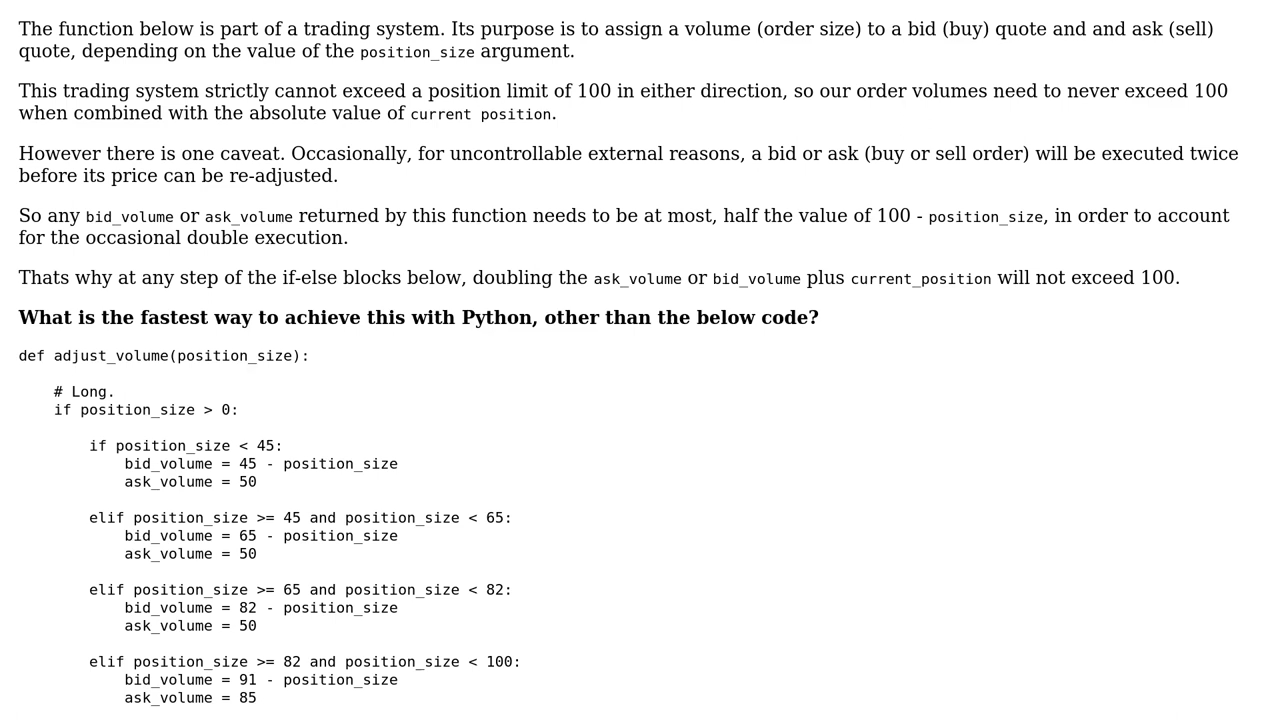 The function below is part of a trading system. Its purpose is to assign a volume (order size) to a bid (buy) quote and and ask (sell)
quote, depending on the value of the position_size argument.
This trading system strictly cannot exceed a position limit of 100 in either direction, so our order volumes need to never exceed 100
when combined with the absolute value of current position.
However there is one caveat. Occasionally, for uncontrollable external reasons, a bid or ask (buy or sell order) will be executed twice
before its price can be re-adjusted.
So any bid_volume or ask_volume returned by this function needs to be at most, half the value of 100 - position_size, in order to account
for the occasional double execution.
Thats why at any step of the if-else blocks below, doubling the ask_volume or bid_volume plus current_position will not exceed 100.
What is the fastest way to achieve this with Python, other than the below code?
def adjust_volume(position_size):
    # Long.
    if position_size > 0:
        if position_size < 45:
            bid_volume = 45 - position_size
            ask_volume = 50
        elif position_size >= 45 and position_size < 65:
            bid_volume = 65 - position_size
            ask_volume = 50
        elif position_size >= 65 and position_size < 82:
            bid_volume = 82 - position_size
            ask_volume = 50
        elif position_size >= 82 and position_size < 100:
            bid_volume = 91 - position_size
            ask_volume = 85